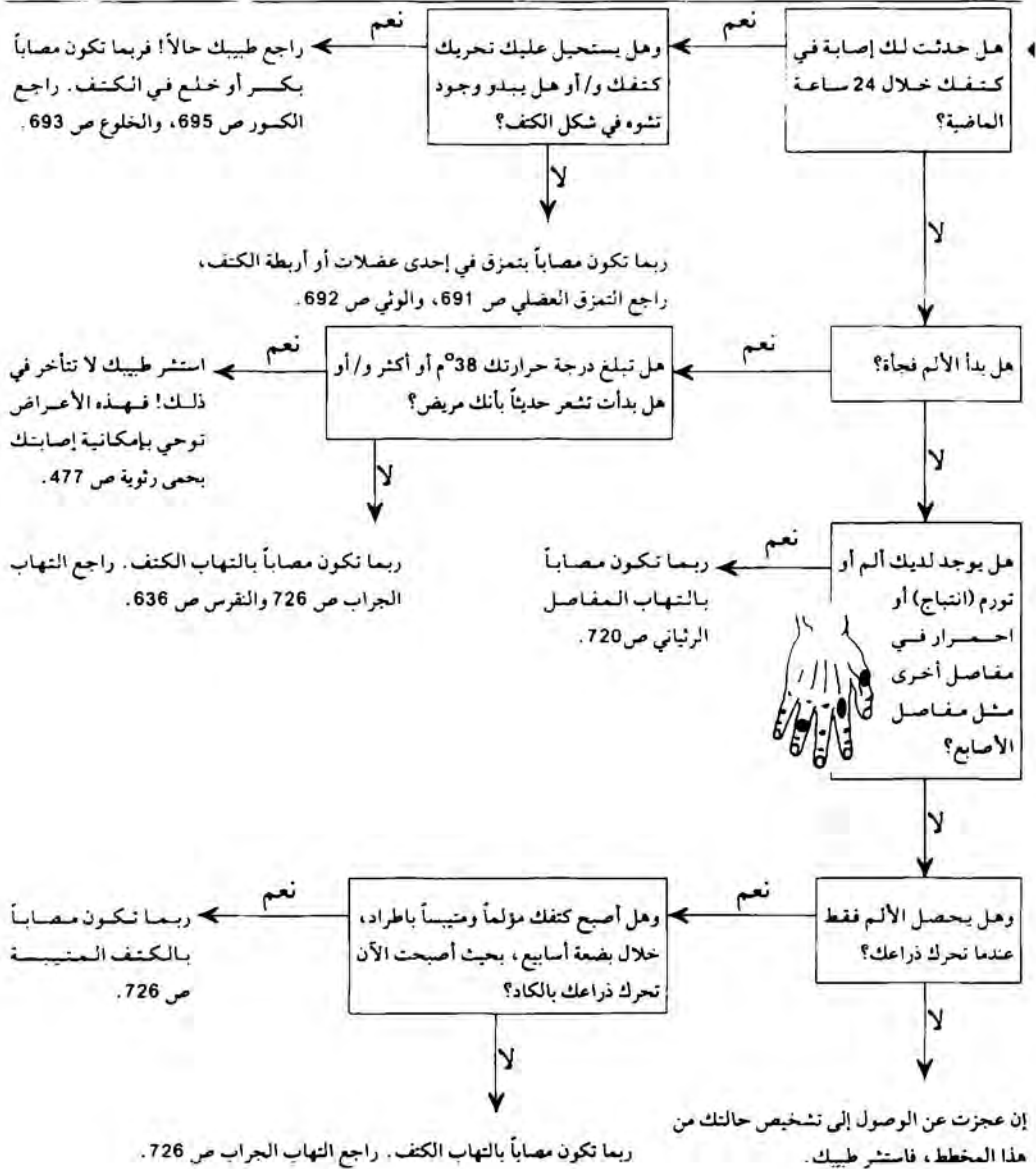 هل حدثت لك إصابة في
كتفك خلال 24 ساعة
الماضية؟
نعم
وهل يستحيل عليك تحريك
كتفك و/أو هل يبدو وجود
تشوه في شكل الكتف؟
نعم
راجع طبيبك حالاً! فربما تكون مصاباً
بكسر أو خلع في الكتف. راجع
الكسور ص 695، والخلوع ص 693.
لا
ربما تكون مصاباً بتمزق في إحدى عضلات أو أربطة الكتف،
راجع التمزق العضلي ص 691، والوثي ص 692.
لا
هل بدأ الألم فجأة؟
نعم
هل تبلغ درجة حرارتك 38°م أو أكثر و/أو
هل بدأت تشعر حديثاً بأنك مريض؟
نعم
استشر طبيبك لا تتأخر في
ذلك! فهذه الأعراض
توحي بإمكانية إصابتك
بحمى رثوية ص 477.
لا
ربما تكون مصاباً بالتهاب الكتف. راجع التهاب
الجراب ص 726 والنقرس ص 636.
لا
هل يوجد لديك ألم أو
تورم (انتباج) أو
احمرار في
مفاصل أخرى
مثل مفاصل
الأصابع؟
نعم
ربما تكون مصاباً
بالتهاب المفاصل
الرثياني ص 720.
لا
وهل يحصل الألم فقط
عندما تحرك ذراعك؟
نعم
وهل أصبح كتفك مؤلماً ومتيبساً باطراد،
خلال بضعة أسابيع، بحيث أصبحت الآن
تحرك ذراعك بالكاد؟
نعم
ربما تكون مصاباً
بالكتف المتيبسة
ص 726.
لا
ربما تكون مصاباً بالتهاب الكتف. راجع التهاب الجراب ص 726.
لا
إن عجزت عن الوصول إلى تشخيص حالتك من
هذا المخطط، فاستشر طبيبك.